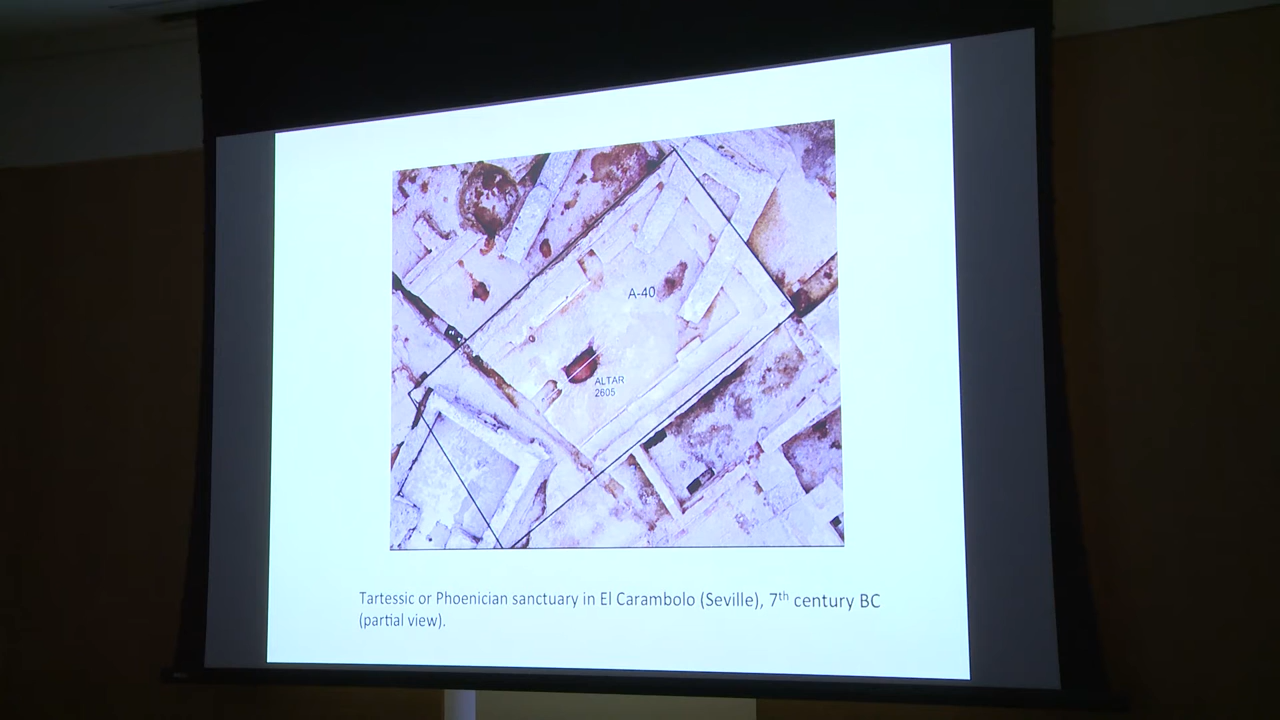 A-40
ALTAR
2605
Tartessic or Phoenician sanctuary in El Carambolo (Seville), 7th century BC
(partial view).